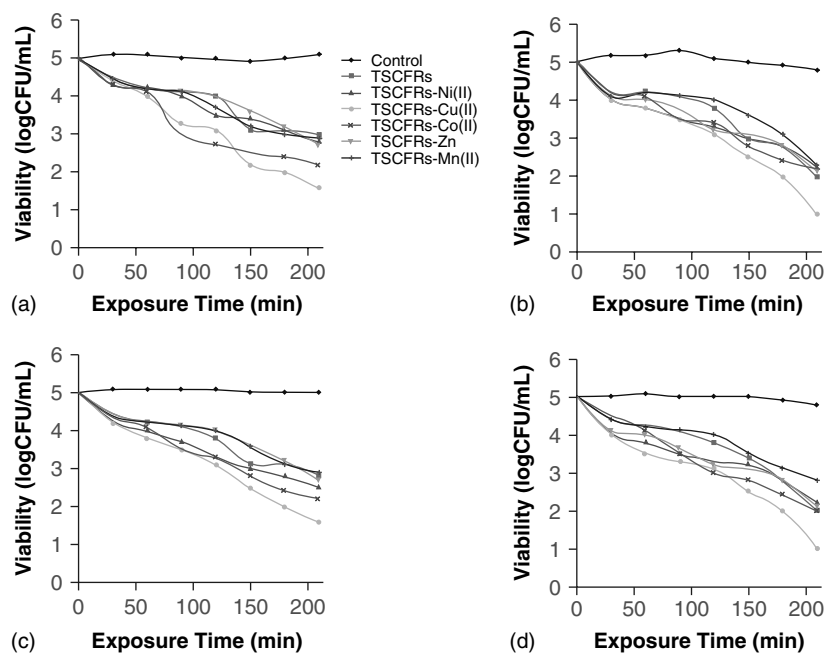 6
5
4
3
2
1
0
Viability (logCFU/mL)
0 50 100 150 200
(a) Exposure Time (min)
Control
TSCFRs
TSCFRs-Ni(II)
TSCFRs-Cu(II)
TSCFRs-Co(II)
TSCFRs-Zn
TSCFRs-Mn(II)
6
5
4
3
2
1
0
Viability (logCFU/mL)
0 50 100 150 200
(b) Exposure Time (min)
6
5
4
3
2
1
0
Viability (logCFU/mL)
0 50 100 150 200
(c) Exposure Time (min)
6
5
4
3
2
1
0
Viability (logCFU/mL)
0 50 100 150 200
(d) Exposure Time (min)